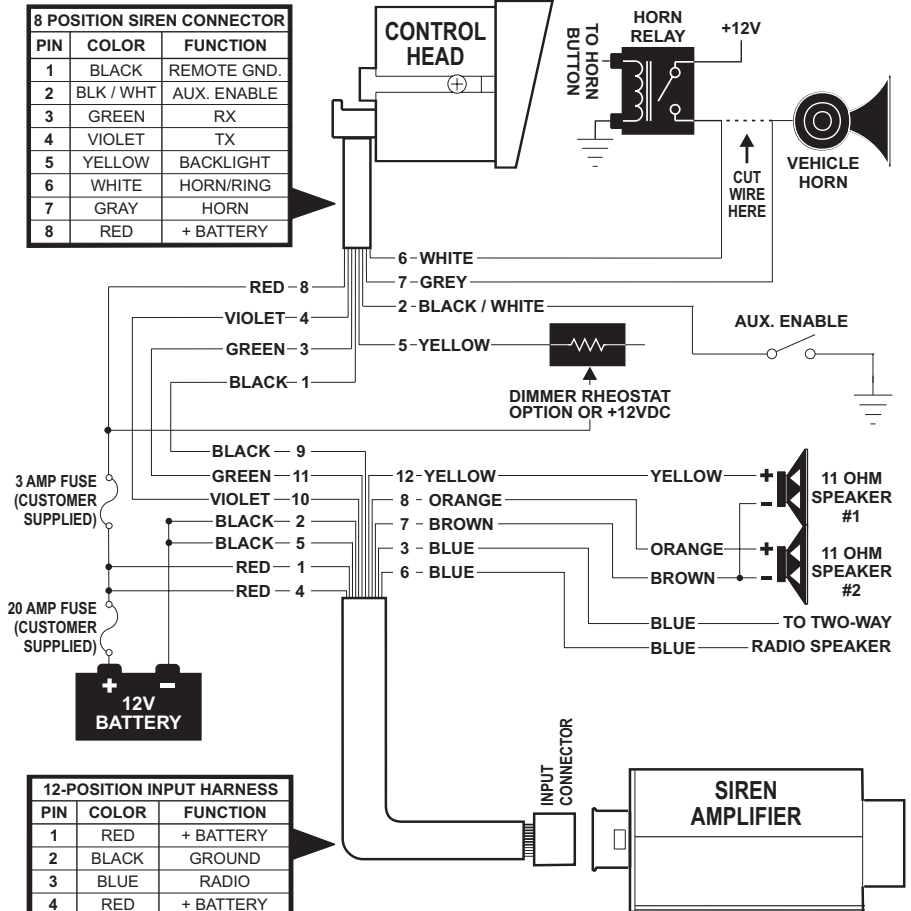 8 POSITION SIREN CONNECTOR
PIN COLOR FUNCTION
1 BLACK REMOTE GND.
2 BLK / WHT AUX. ENABLE
3 GREEN RX
4 VIOLET TX
5 YELLOW BACKLIGHT
6 WHITE HORN/RING
7 GRAY HORN
8 RED + BATTERY
CONTROL
HEAD
TO HORN
BUTTON
HORN
RELAY
+12V
CUT
WIRE
HERE
VEHICLE
HORN
6 - WHITE
7 - GREY
2 - BLACK / WHITE
5 - YELLOW
RED - 8
VIOLET - 4
GREEN - 3
BLACK - 1
AUX. ENABLE
DIMMER RHEOSTAT
OPTION OR +12VDC
BLACK - 9
GREEN - 11
VIOLET - 10
BLACK - 2
BLACK - 5
RED - 1
RED - 4
3 AMP FUSE
(CUSTOMER
SUPPLIED)
20 AMP FUSE
(CUSTOMER
SUPPLIED)
+ -
12V
BATTERY
12 - YELLOW
8 - ORANGE
7 - BROWN
3 - BLUE
6 - BLUE
YELLOW +
-
11 OHM
SPEAKER
#1
ORANGE +
BROWN -
11 OHM
SPEAKER
#2
BLUE TO TWO-WAY
BLUE RADIO SPEAKER
INPUT
CONNECTOR
SIREN
AMPLIFIER
12-POSITION INPUT HARNESS
PIN COLOR FUNCTION
1 RED + BATTERY
2 BLACK GROUND
3 BLUE RADIO
4 RED + BATTERY